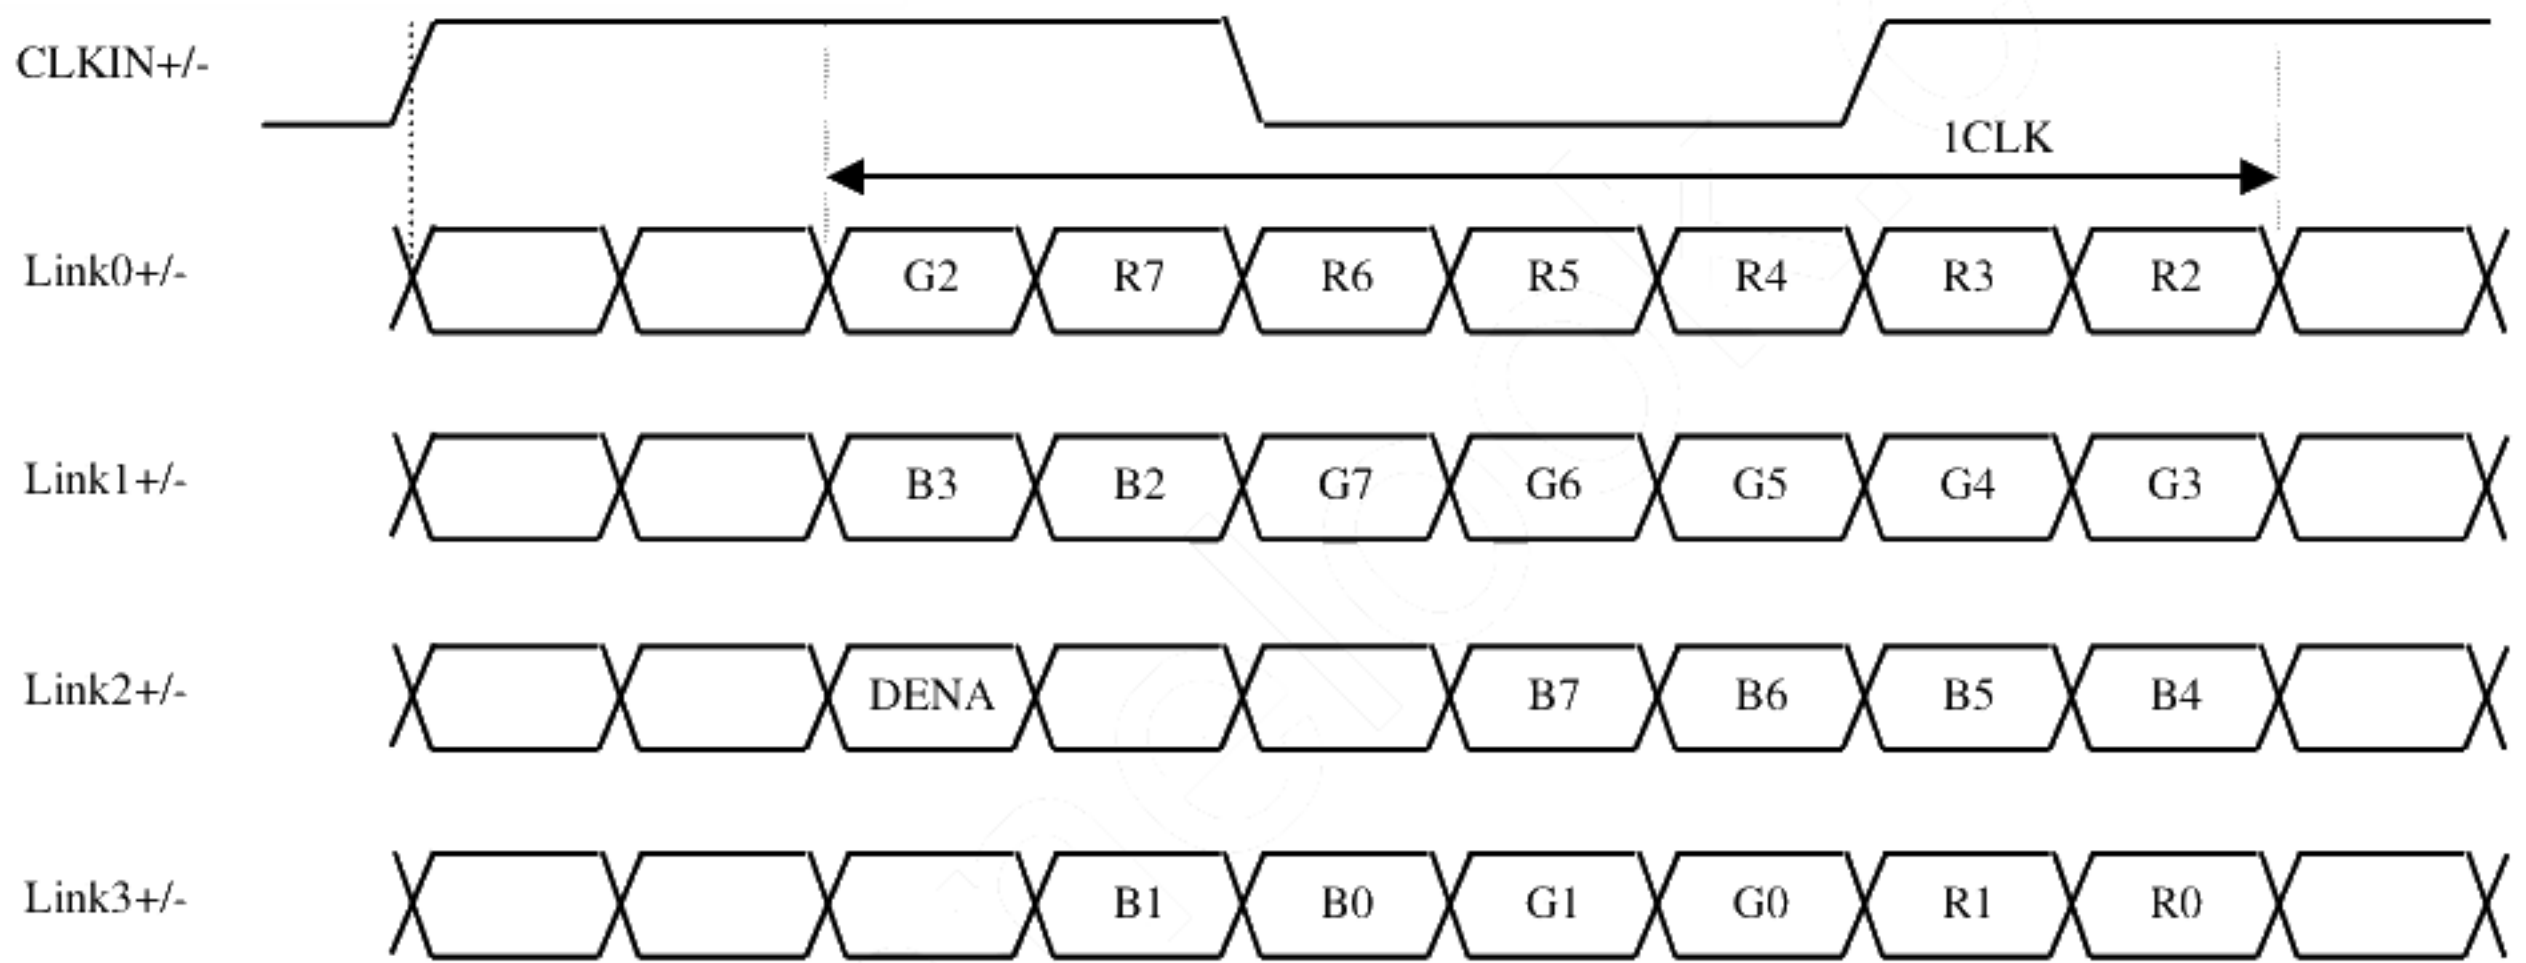 CLKIN+/-
1CLK
Link0+/- G2 R7 R6 R5 R4 R3 R2
Link1+/- B3 B2 G7 G6 G5 G4 G3
Link2+/- DENA B7 B6 B5 B4
Link3+/- B1 B0 G1 G0 R1 R0